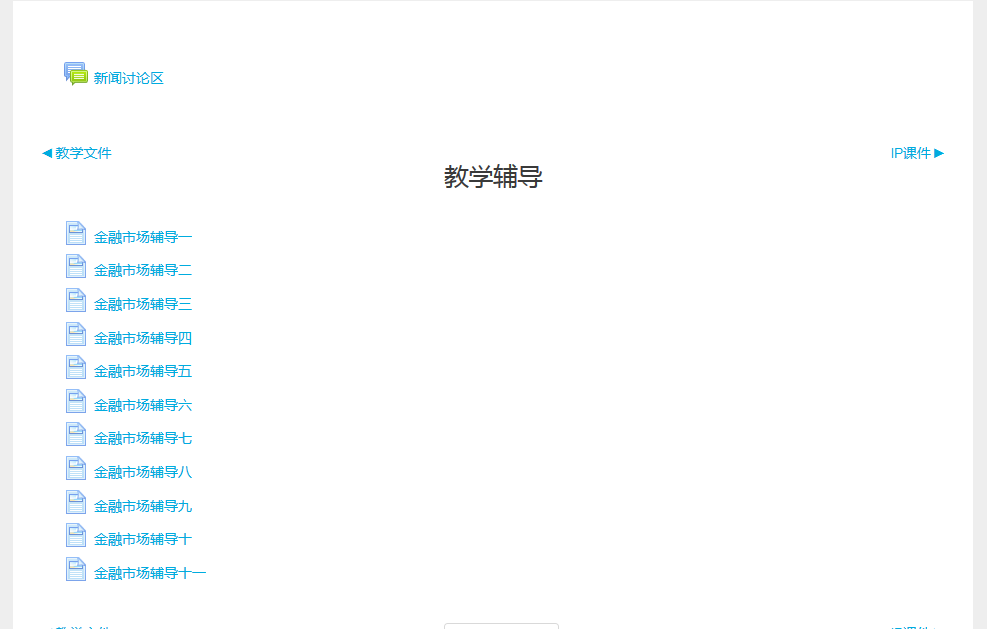 新闻讨论区
◀ 教学文件
IP课件 ▶
教学辅导
金融市场辅导一
金融市场辅导二
金融市场辅导三
金融市场辅导四
金融市场辅导五
金融市场辅导六
金融市场辅导七
金融市场辅导八
金融市场辅导九
金融市场辅导十
金融市场辅导十一